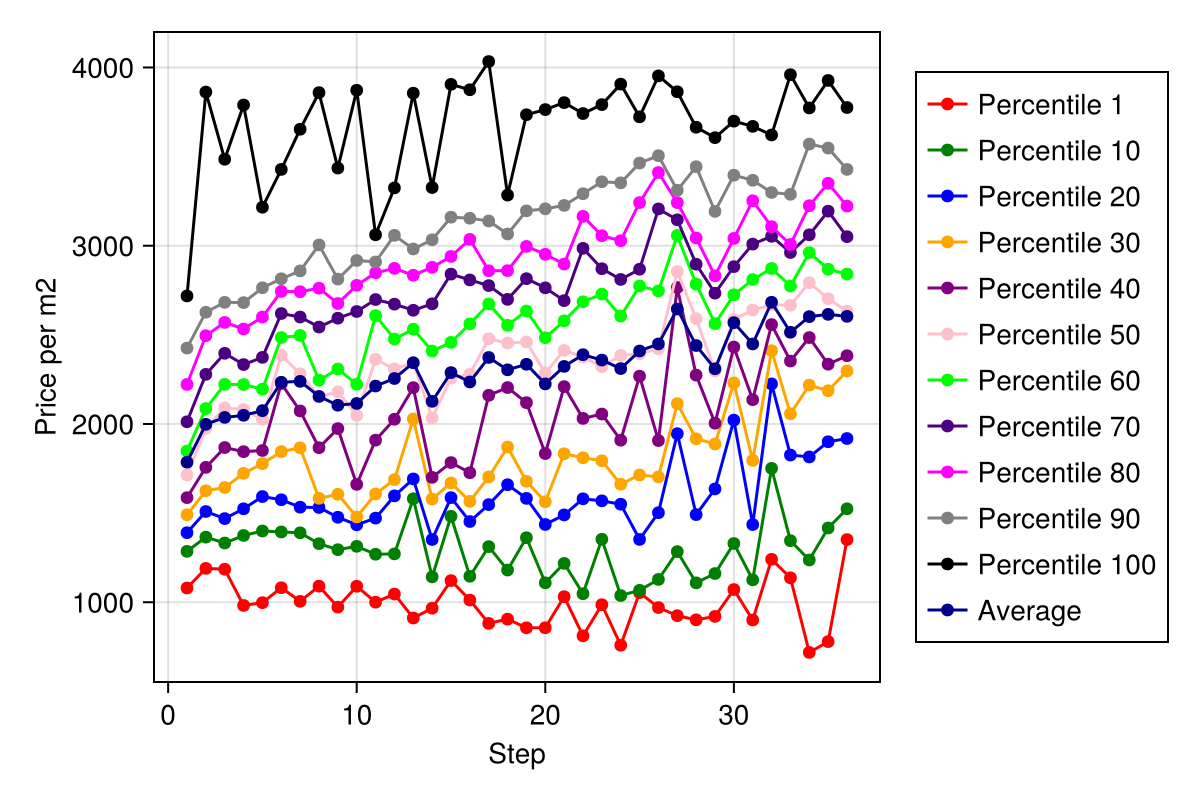 4000
3000
2000
1000
Price per m2
0
10
20
30
Step
Percentile 1
Percentile 10
Percentile 20
Percentile 30
Percentile 40
Percentile 50
Percentile 60
Percentile 70
Percentile 80
Percentile 90
Percentile 100
Average